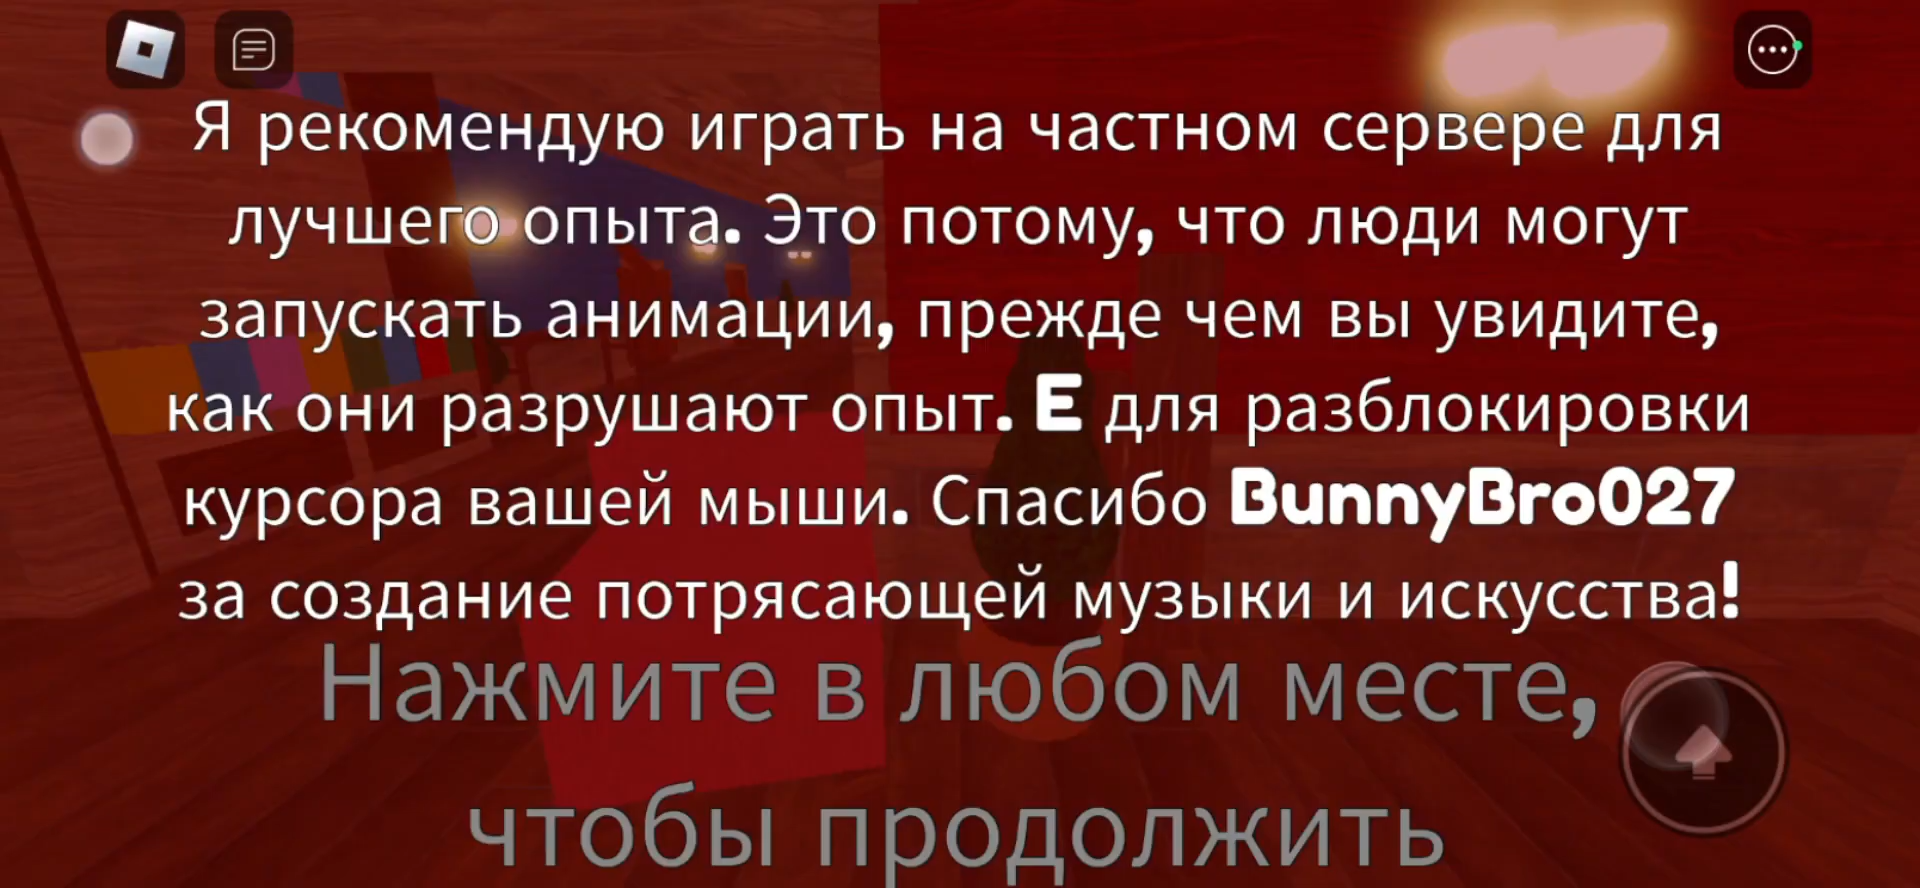 Я рекомендую играть на частном сервере для
лучшего опыта. Это потому, что люди могут
запускать анимации, прежде чем вы увидите,
как они разрушают опыт. E для разблокировки
курсора вашей мыши. Спасибо BunnyBro027
за создание потрясающей музыки и искусства!
Нажмите в любом месте,
чтобы продолжить